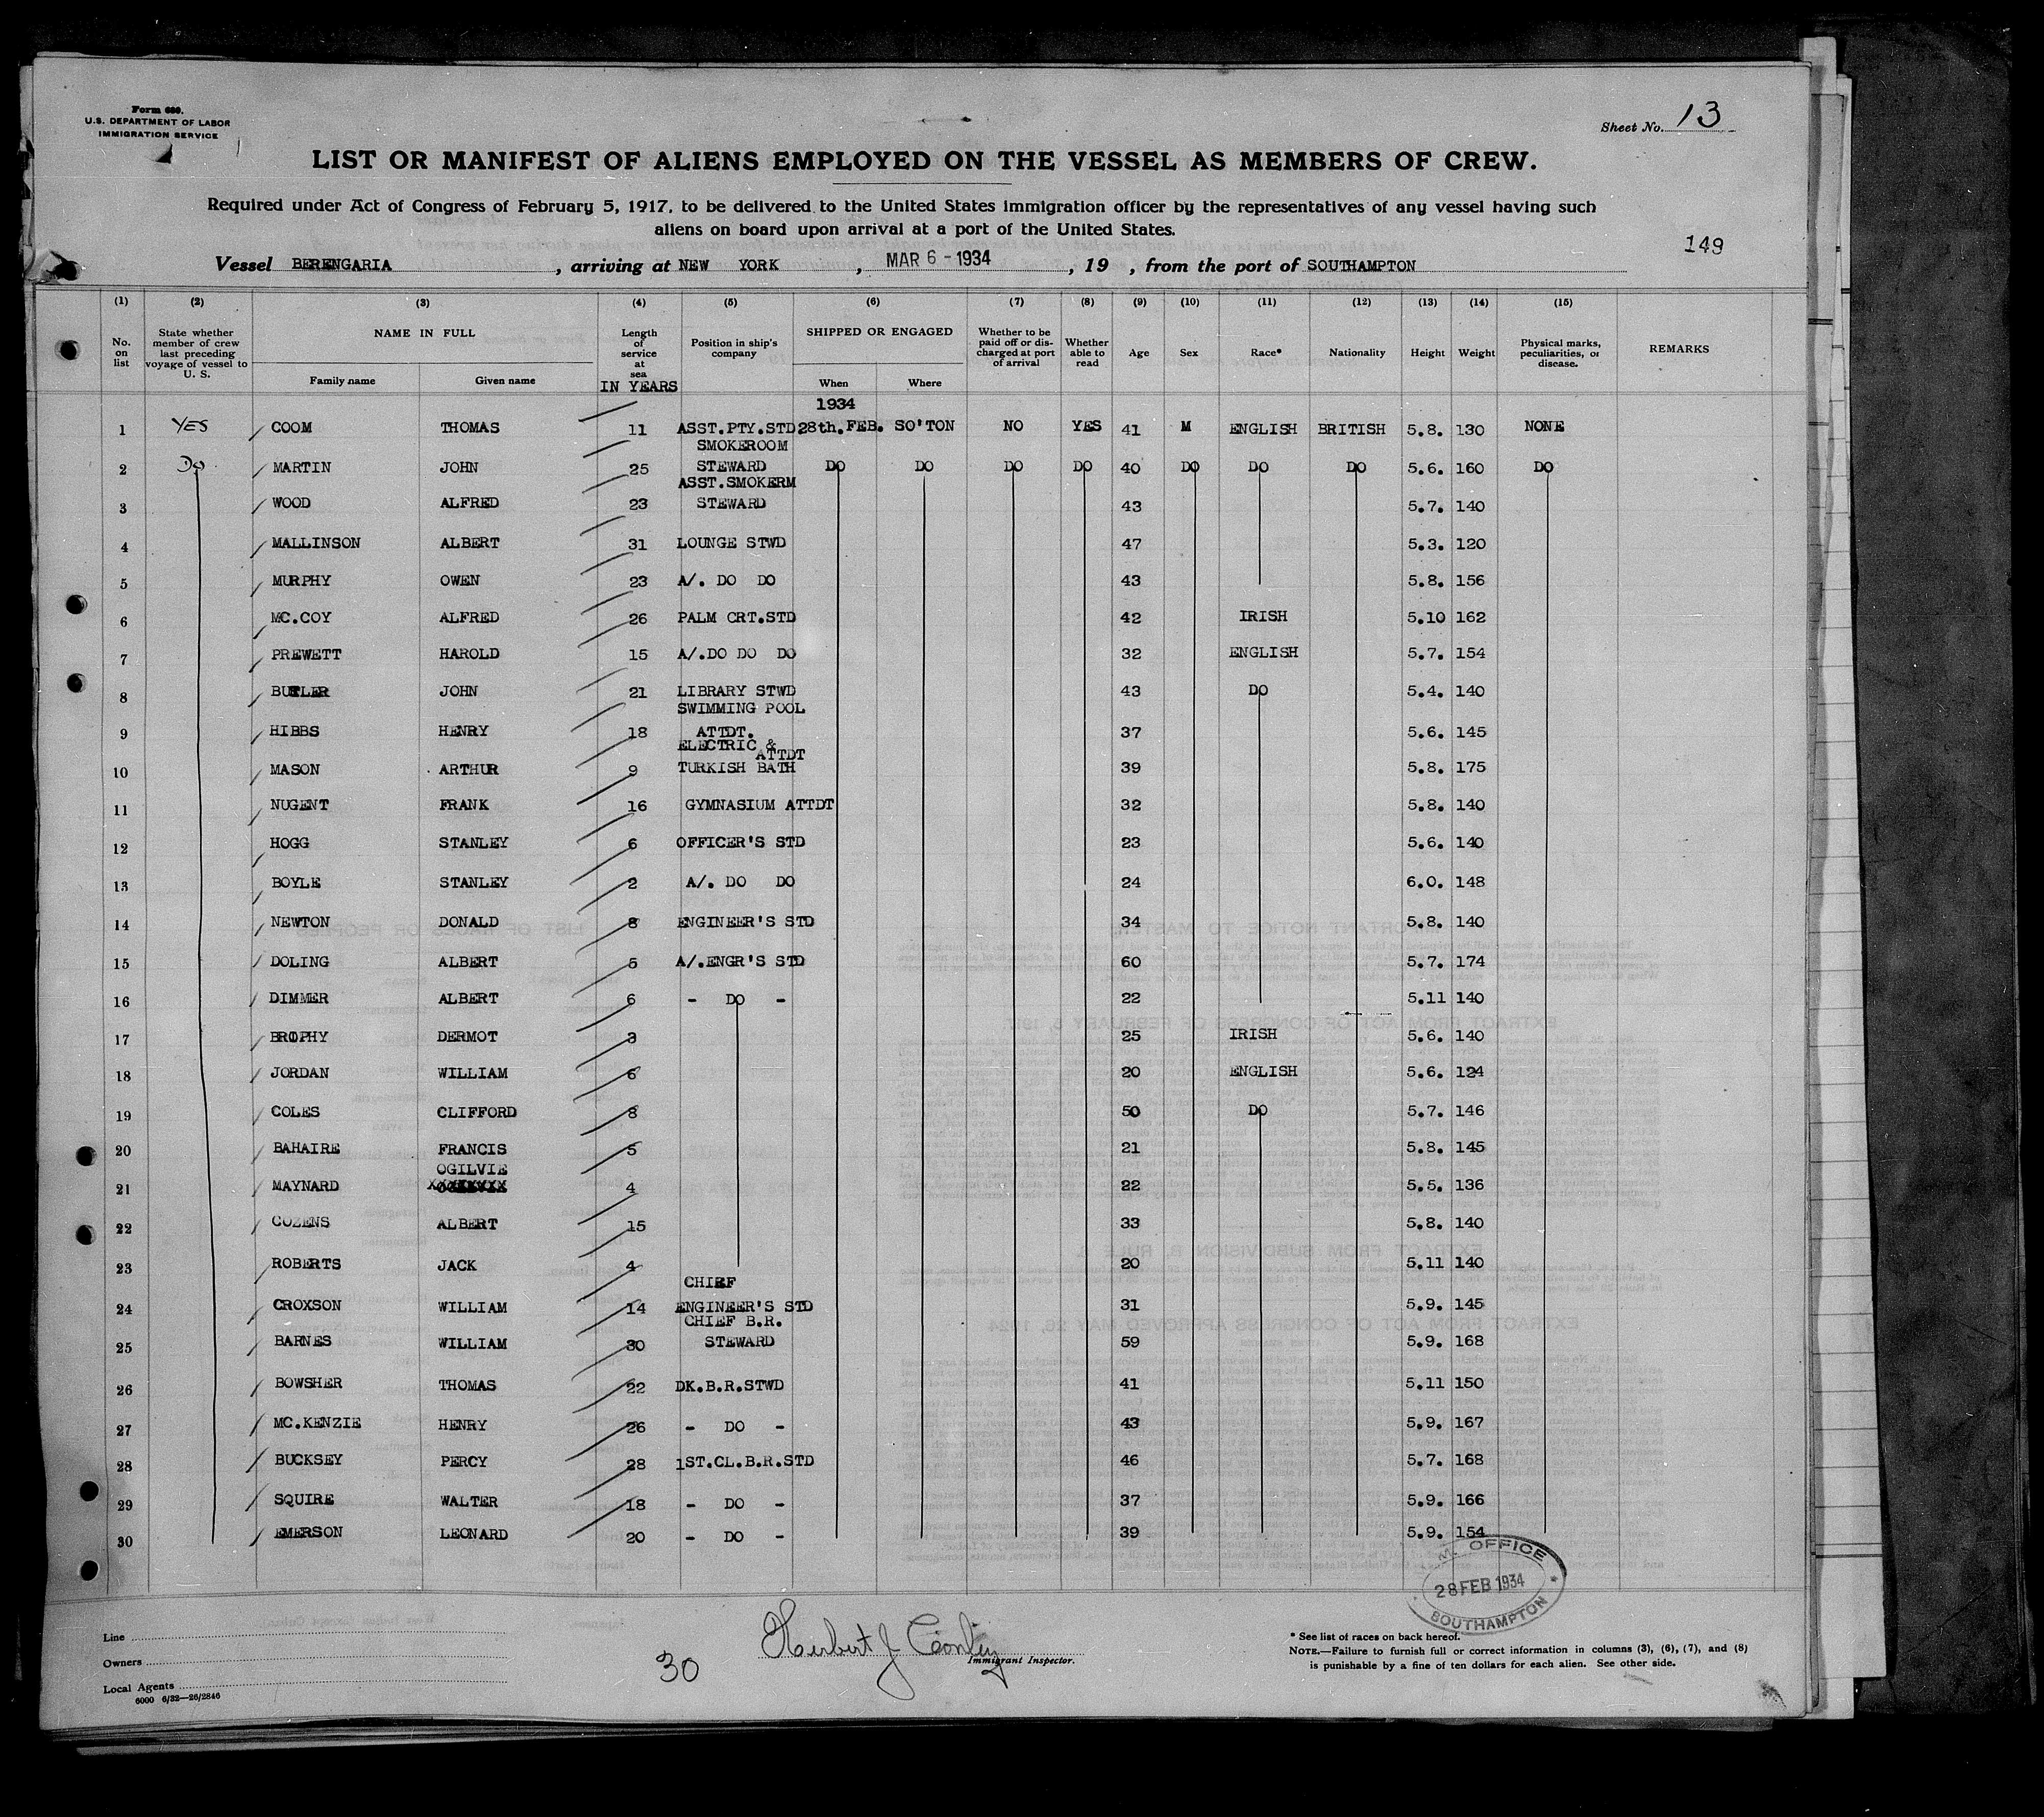 Form 680.
U.S. DEPARTMENT OF LABOR
IMMIGRATION SERVICE
Sheet No. 13
LIST OR MANIFEST OF ALIENS EMPLOYED ON THE VESSEL AS MEMBERS OF CREW.
Required under Act of Congress of February 5, 1917, to be delivered to the United States immigration officer by the representatives of any vessel having such
aliens on board upon arrival at a port of the United States.
149
Vessel BERENGARIA, arriving at NEW YORK, MAR 6 - 1934, 19 , from the port of SOUTHAMPTON
(1) (2) (3) (4) (5) (6) (7) (8) (9) (10) (11) (12) (13) (14) (15)
No. on list State whether member of crew last preceding voyage of vessel to U. S. NAME IN FULL Family name Given name Length of service at sea IN YEARS Position in ship's company SHIPPED OR ENGAGED When Where Whether to be paid off or discharged at port of arrival Whether able to read Age Sex Race* Nationality Height Weight Physical marks, peculiarities, or disease. REMARKS
1934
1 YES COOM THOMAS 11 ASST.PTY.STD 28th.FEB. SO'TON NO YES 41 M ENGLISH BRITISH 5.8. 130 NONE
2 Do MARTIN JOHN 25 SMOKEROOM STEWARD DO DO DO DO 40 DO DO DO 5.6. 160 DO
3 WOOD ALFRED 23 ASST.SMOKERM STEWARD 43 5.7. 140
4 MALLINSON ALBERT 31 LOUNGE STWD 47 5.3. 120
5 MURPHY OWEN 23 A/. DO DO 43 5.8. 156
6 MC.COY ALFRED 26 PALM CRT.STD 42 IRISH 5.10 162
7 PREWETT HAROLD 15 A/.DO DO DO 32 ENGLISH 5.7. 154
8 BUTLER JOHN 21 LIBRARY STWD 43 DO 5.4. 140
9 HIBBS HENRY 18 SWIMMING POOL ATTDT. 37 5.6. 145
10 MASON ARTHUR 9 ELECTRIC & TURKISH BATH ATTDT 39 5.8. 175
11 NUGENT FRANK 16 GYMNASIUM ATTDT 32 5.8. 140
12 HOGG STANLEY 6 OFFICER'S STD 23 5.6. 140
13 BOYLE STANLEY 2 A/. DO DO 24 6.0. 148
14 NEWTON DONALD 8 ENGINEER'S STD 34 5.8. 140
15 DOLING ALBERT 5 A/.ENGR'S STD 60 5.7. 174
16 DIMMER ALBERT 6 - DO - 22 5.11 140
17 BROPHY DERMOT 3 25 IRISH 5.6. 140
18 JORDAN WILLIAM 6 20 ENGLISH 5.6. 124
19 COLES CLIFFORD 8 50 DO 5.7. 146
20 BAHAIRE FRANCIS 5 21 5.8. 145
21 MAYNARD OGILVIE 4 22 5.5. 136
22 COZENS ALBERT 15 33 5.8. 140
23 ROBERTS JACK 4 20 5.11 140
24 CROXSON WILLIAM 14 CHIEF ENGINEER'S STD 31 5.9. 145
25 BARNES WILLIAM 30 CHIEF B.R. STEWARD 59 5.9. 168
26 BOWSHER THOMAS 22 DK.B.R.STWD 41 5.11 150
27 MC.KENZIE HENRY 26 - DO - 43 5.9. 167
28 BUCKSEY PERCY 28 1ST.CL.B.R.STD 46 5.7. 168
29 SQUIRE WALTER 18 - DO - 37 5.9. 166
30 EMERSON LEONARD 20 - DO - 39 5.9. 154
M. OFFICE
28 FEB 1934
SOUTHAMPTON
Line
Owners
Local Agents
6000 6/32—26/2846
30
Herbert J
Immigrant Inspector.
* See list of races on back hereof.
NOTE.—Failure to furnish full or correct information in columns (3), (6), (7), and (8)
is punishable by a fine of ten dollars for each alien. See other side.